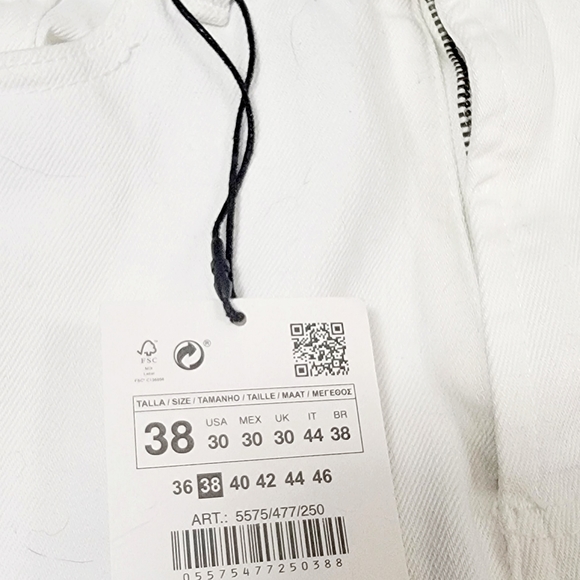 FSC
®
TALLA / SIZE / TAMANHO / TAILLE / MAAT / ΜΕΓΕΘΟΣ
38 USA MEX UK IT BR
30 30 30 44 38
36 38 40 42 44 46
ART.: 5575/477/250
05575477250388